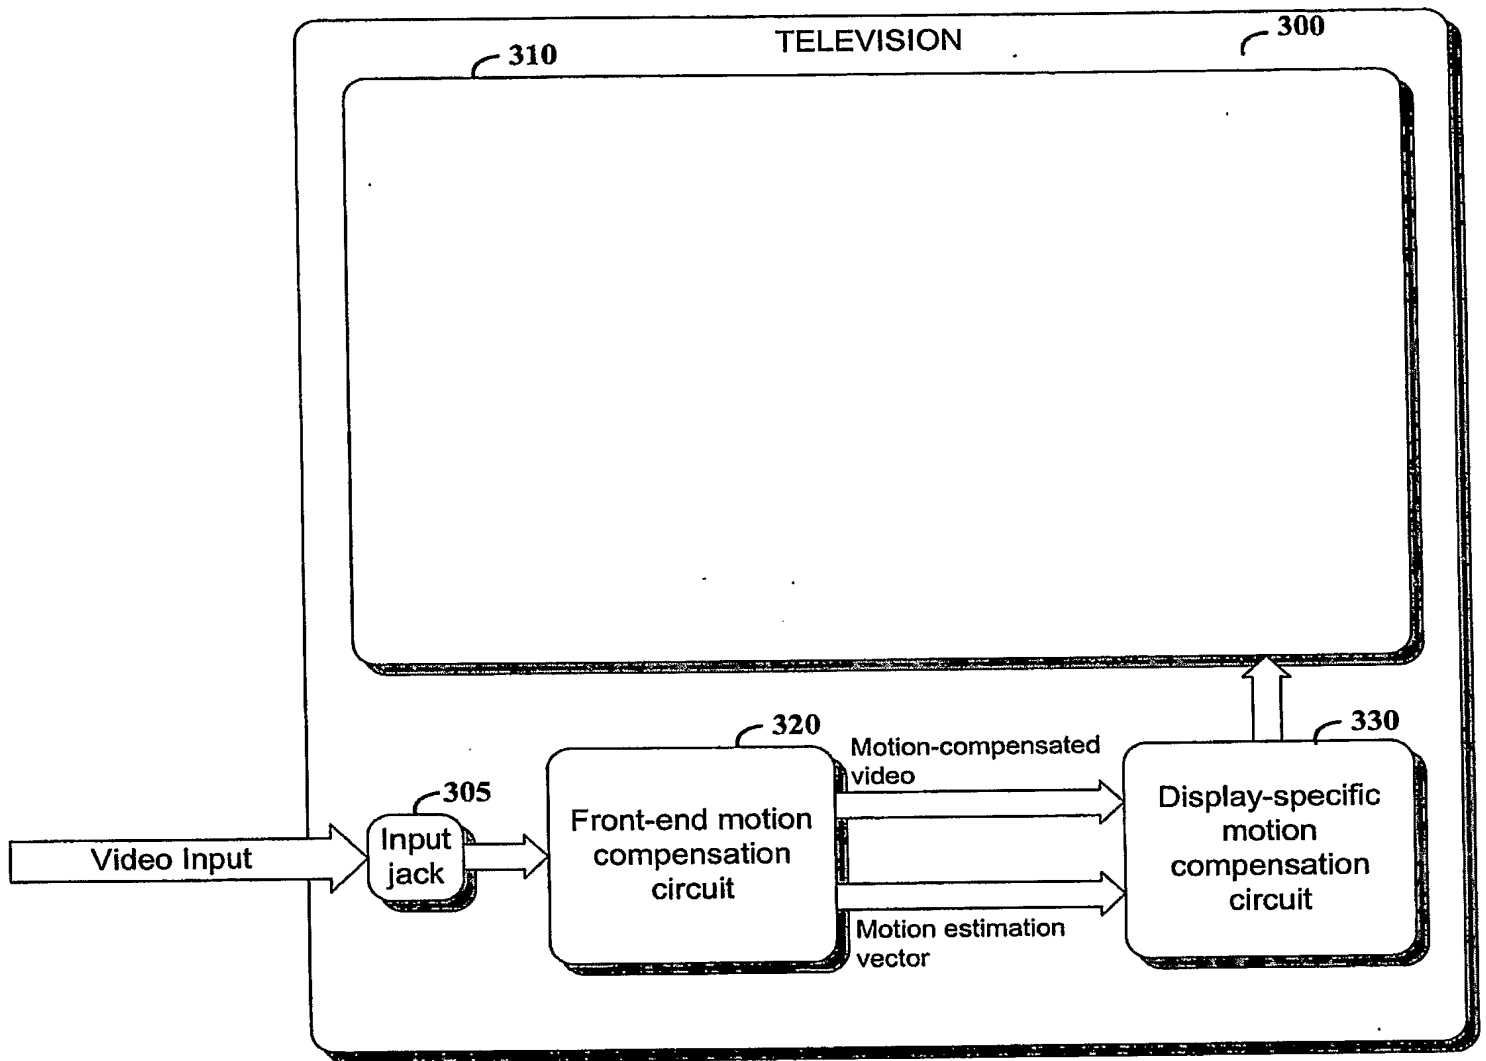 TELEVISION
300
310
320
Motion-compensated
video
330
305
Video Input
Input
jack
Front-end motion
compensation
circuit
Display-specific
motion
compensation
circuit
Motion estimation
vector